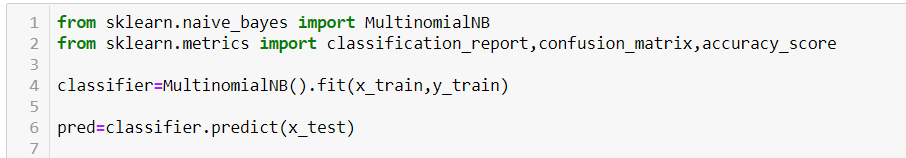 1 from sklearn.naive_bayes import MultinomialNB
2 from sklearn.metrics import classification_report,confusion_matrix,accuracy_score
3
4 classifier=MultinomialNB().fit(x_train,y_train)
5
6 pred=classifier.predict(x_test)
7